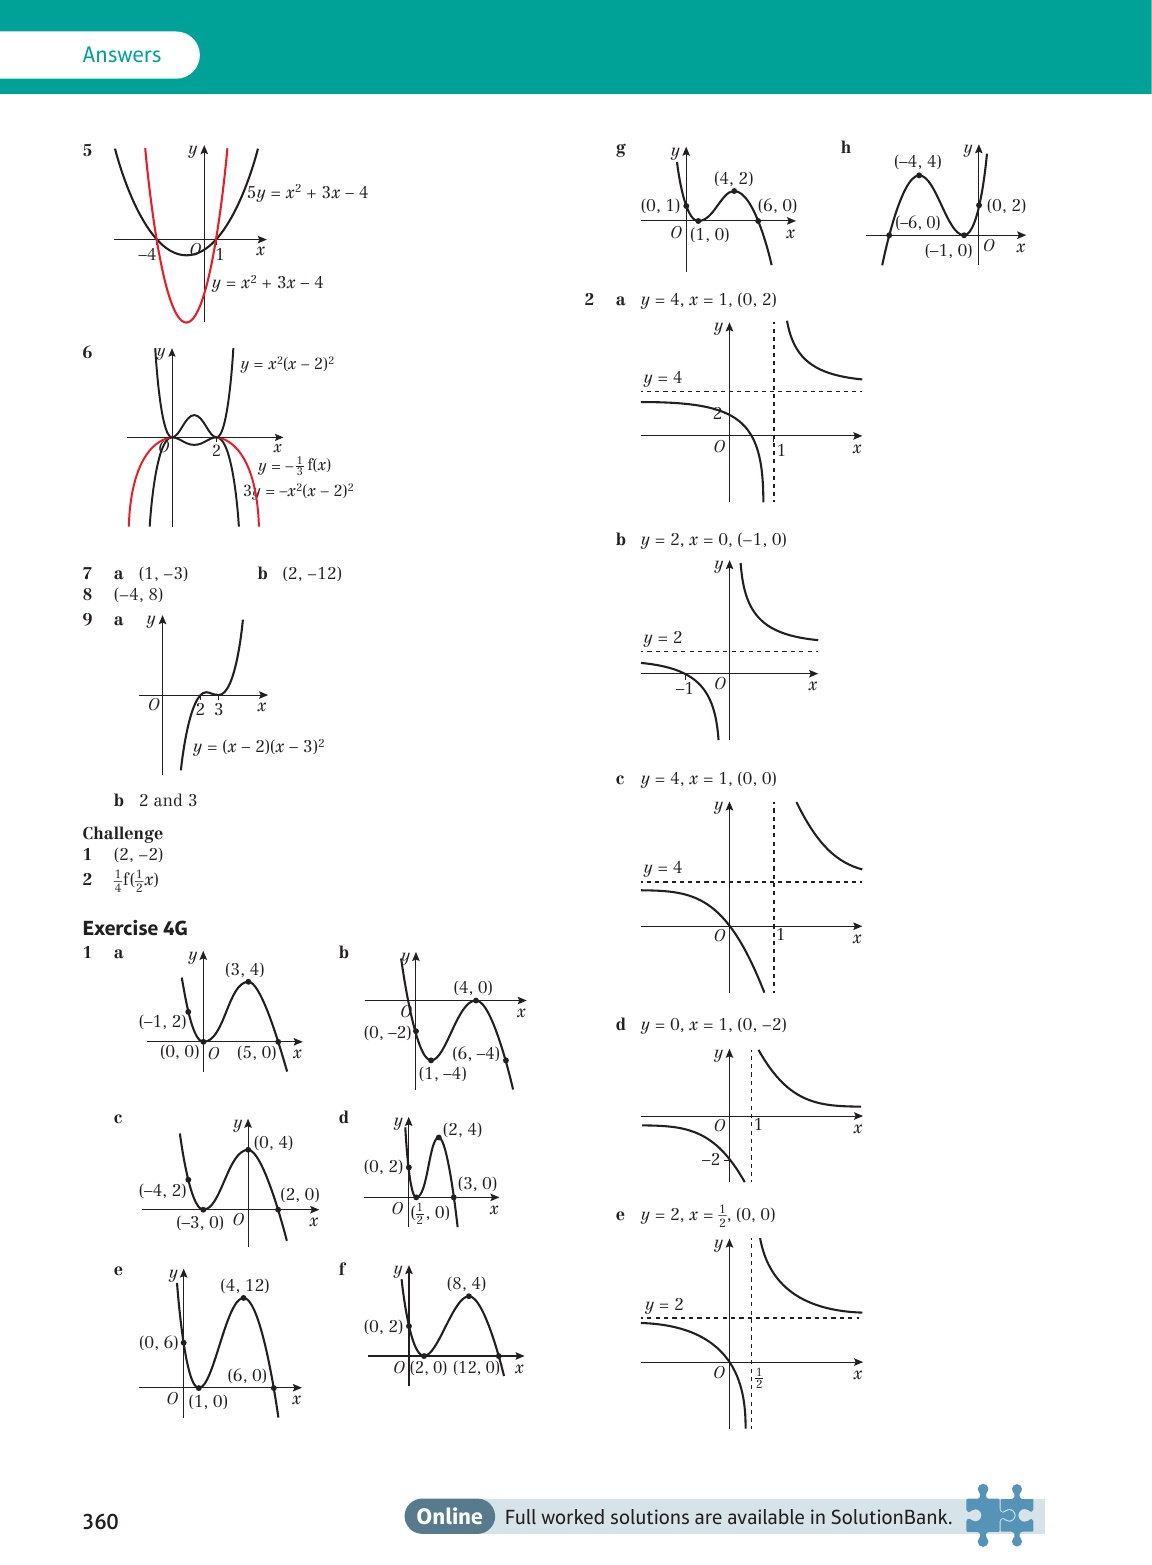 Answers
5
y
5y = x² + 3x – 4
–4
O
1
x
y = x² + 3x – 4
6
y
y = x²(x – 2)²
O
2
x
y = –1/3 f(x)
3y = –x²(x – 2)²
7 a (1, –3) b (2, –12)
8 (–4, 8)
9 a
y
O
2 3
x
y = (x – 2)(x – 3)²
b 2 and 3
Challenge
1 (2, –2)
2 1/4f(1/2x)
Exercise 4G
1 a
y
(3, 4)
(–1, 2)
(0, 0) O (5, 0) x
b
y
(4, 0)
O
x
(0, –2)
(6, –4)
(1, –4)
c
y
(0, 4)
(–4, 2)
(2, 0)
(–3, 0) O
x
d
y
(2, 4)
(0, 2)
(3, 0)
O (1/2, 0) x
e
y
(4, 12)
(0, 6)
(6, 0)
O (1, 0) x
f
y
(8, 4)
(0, 2)
O (2, 0) (12, 0) x
g
y
(4, 2)
(0, 1)
(6, 0)
O (1, 0) x
h
y
(–4, 4)
(0, 2)
(–6, 0)
(–1, 0) O x
2 a y = 4, x = 1, (0, 2)
y
y = 4
2
O
1
x
b y = 2, x = 0, (–1, 0)
y
y = 2
–1
O
x
c y = 4, x = 1, (0, 0)
y
y = 4
O
1
x
d y = 0, x = 1, (0, –2)
y
O
1
x
–2
e y = 2, x = 1/2, (0, 0)
y
y = 2
O
1/2
x
360
Online Full worked solutions are available in SolutionBank.